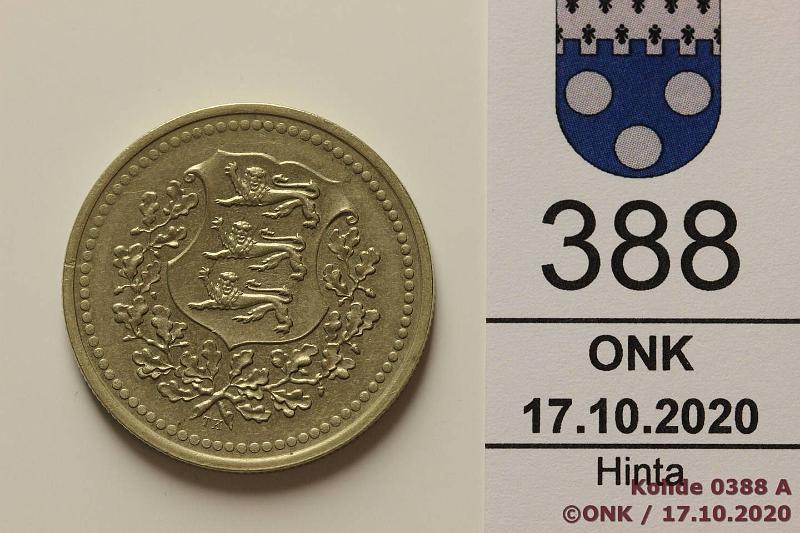 388
ONK
17.10.2020
Hinta
Kohde 0388 A
©ONK / 17.10.2020